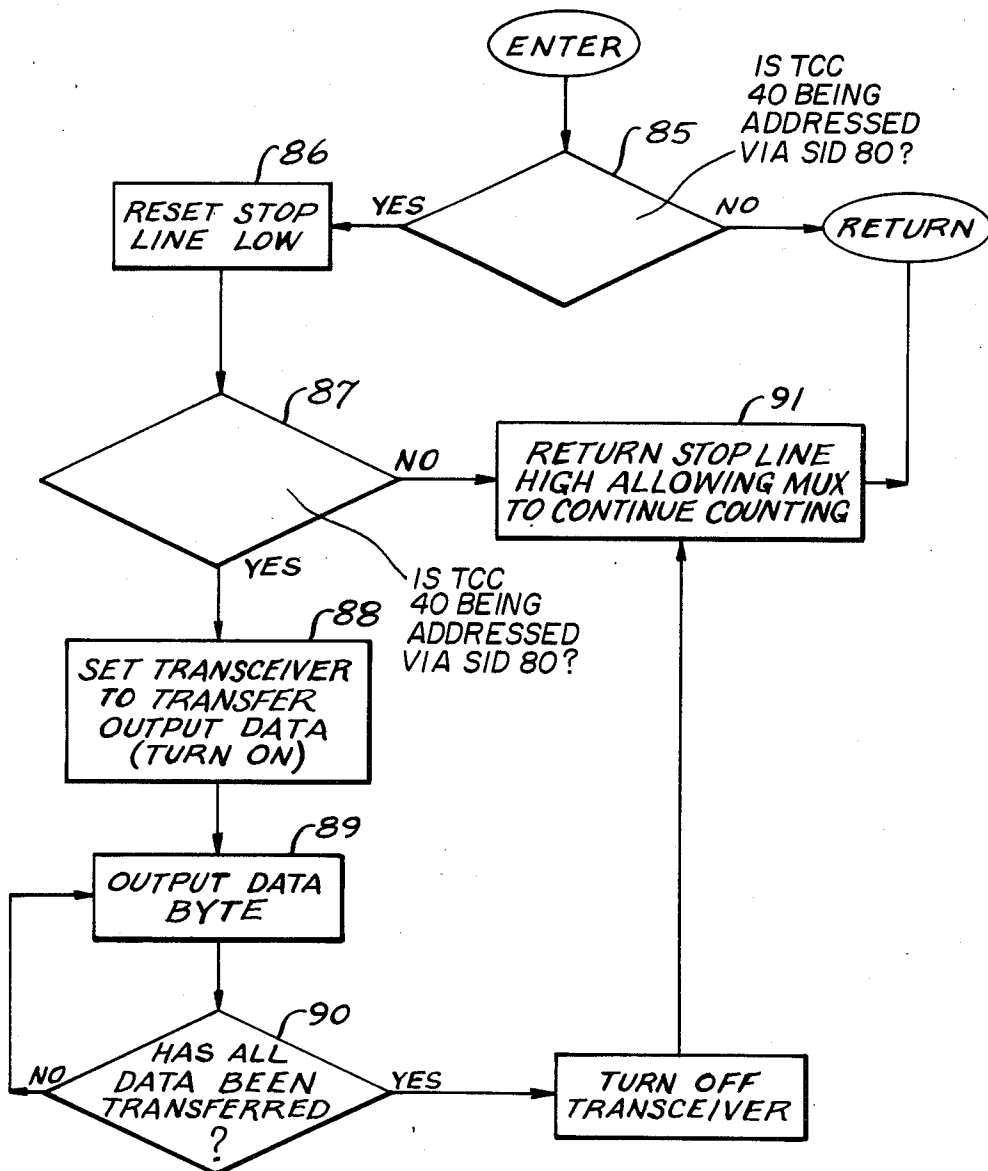 ENTER
IS TCC
40 BEING
ADDRESSED
VIA SID 80?
85
86
RESET STOP
LINE LOW
YES
NO
RETURN
87
NO
YES
IS TCC
40 BEING
ADDRESSED
VIA SID 80?
91
RETURN STOP LINE
HIGH ALLOWING MUX
TO CONTINUE COUNTING
88
SET TRANSCEIVER
TO TRANSFER
OUTPUT DATA
(TURN ON)
89
OUTPUT DATA
BYTE
90
NO
HAS ALL
DATA BEEN
TRANSFERRED
?
YES
TURN OFF
TRANSCEIVER